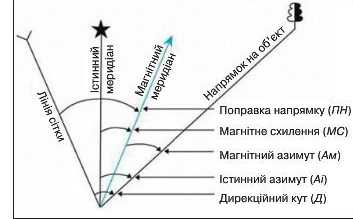 Лінія сітки
Істинний
меридіан
Магнітний
меридіан
Напрямок на об'єкт
Поправка напрямку (ПН)
Магнітне схилення (МС)
Магнітний азимут (Ам)
Істинний азимут (Аі)
Дирекційний кут (Д)